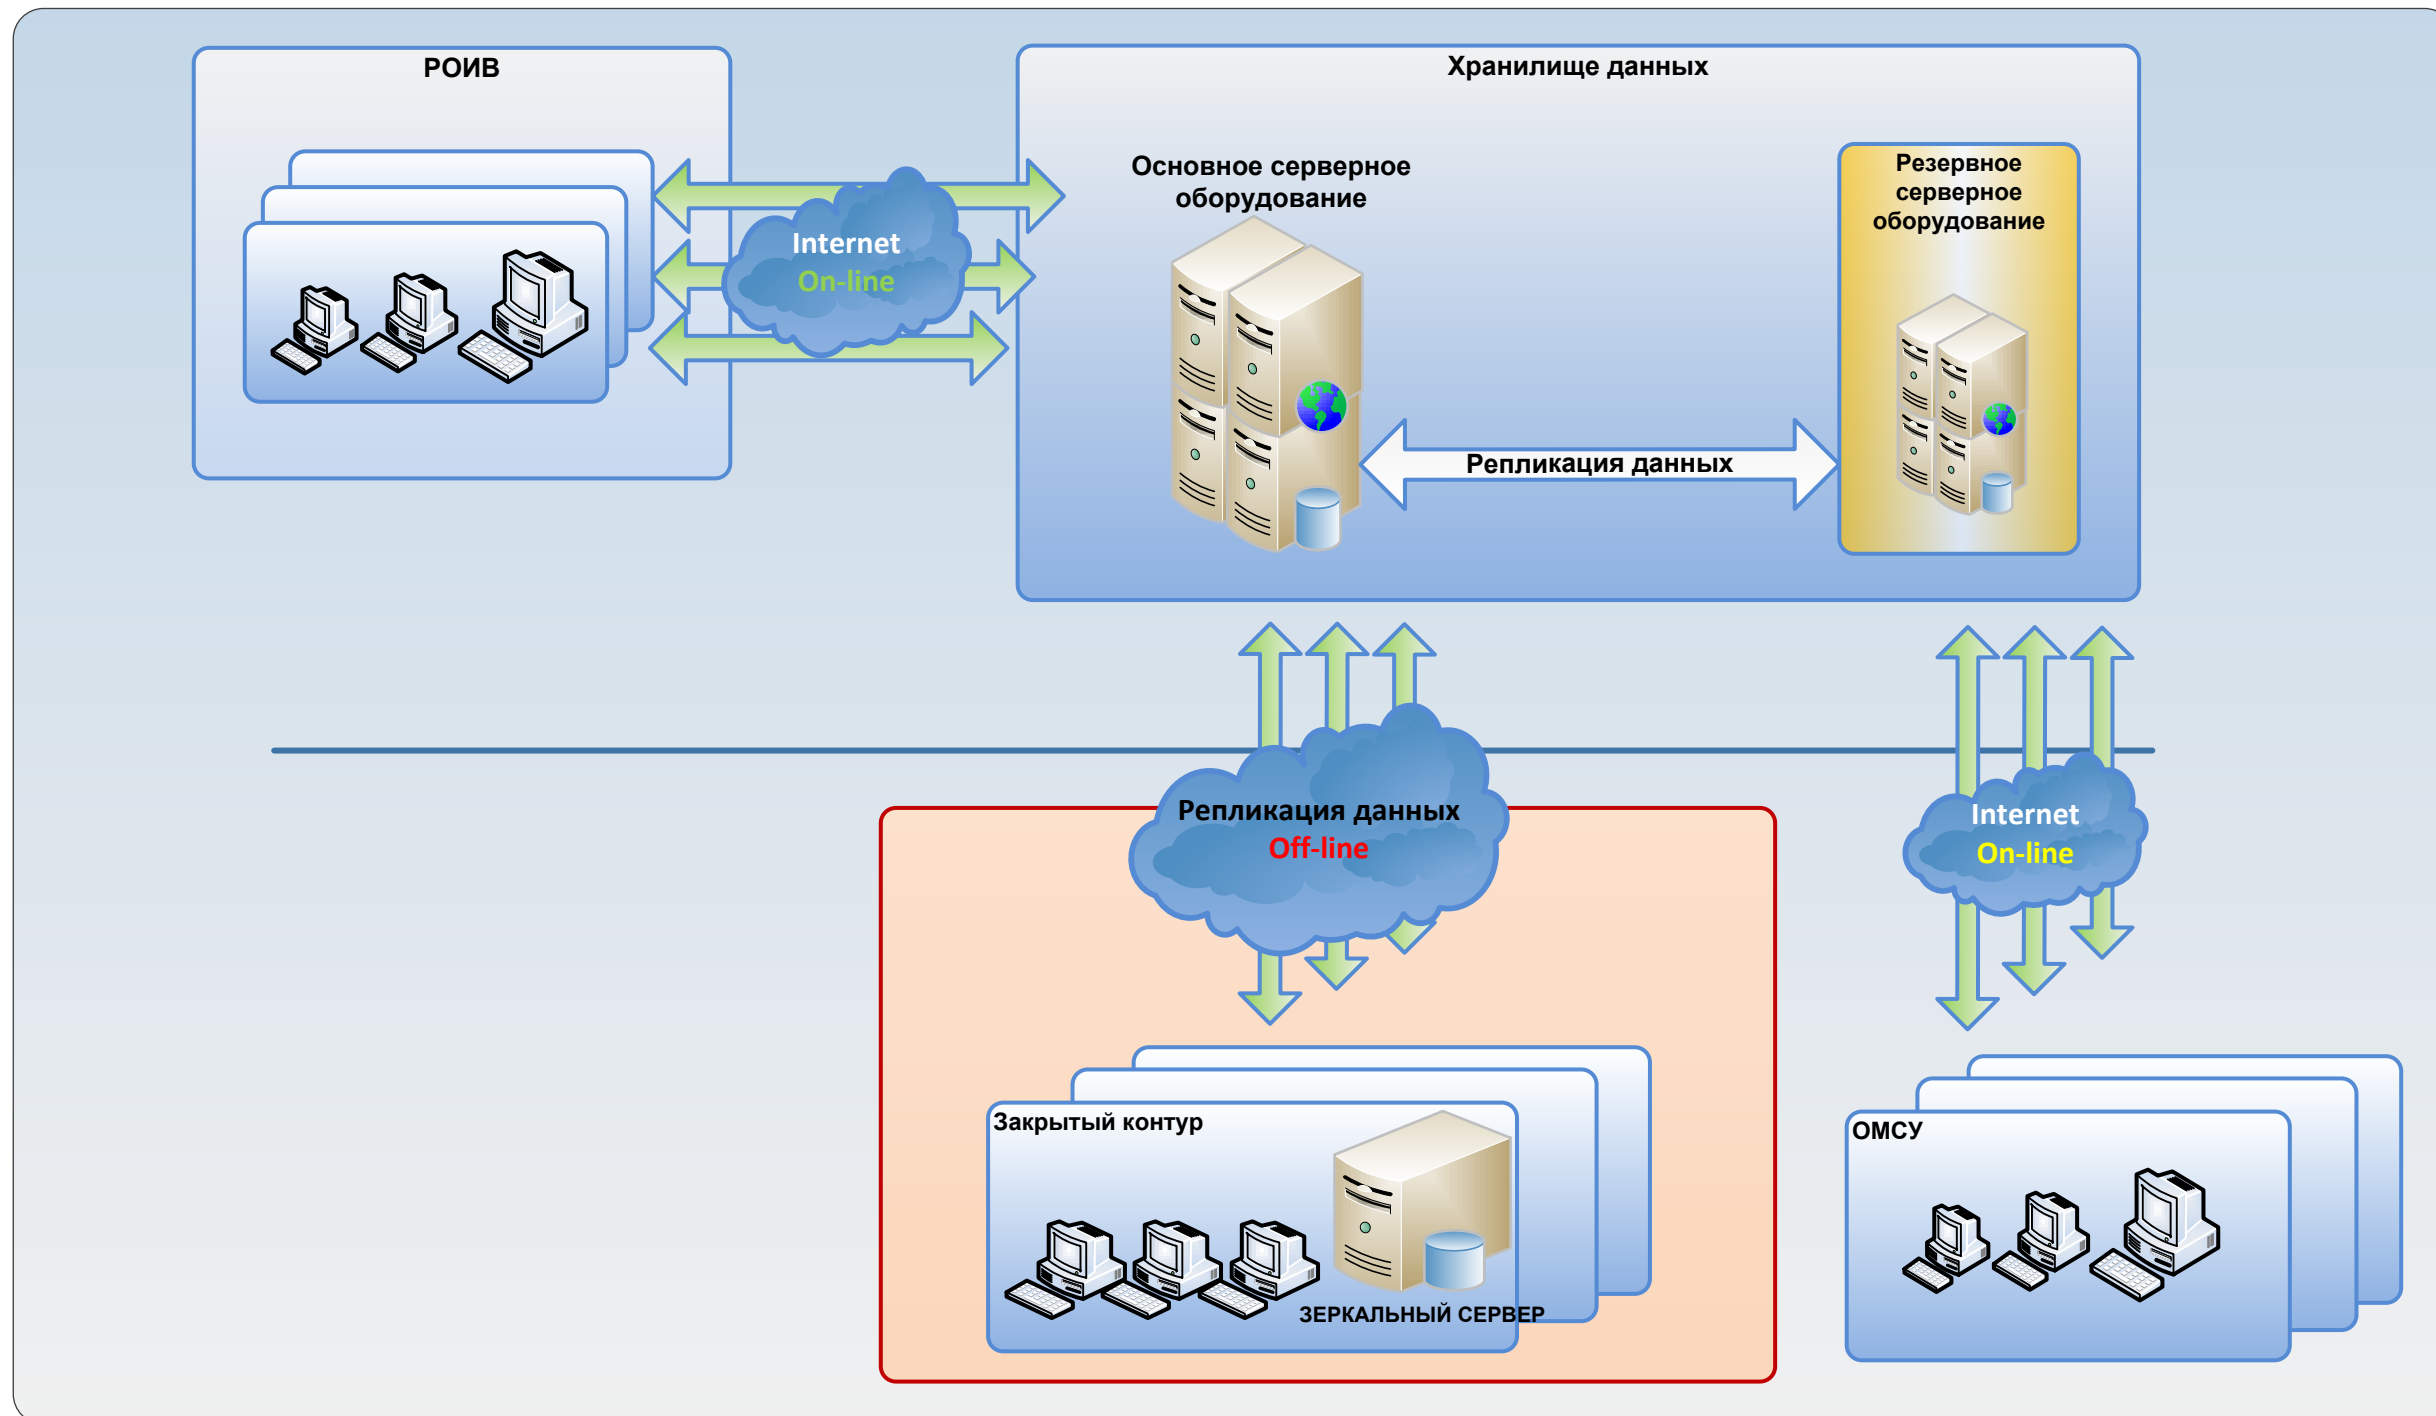 РОИВ
Хранилище данных
Основное серверное
оборудование
Резервное
серверное
оборудование
Internet
On-line
Репликация данных
Репликация данных
Off-line
Internet
On-line
Закрытый контур
ЗЕРКАЛЬНЫЙ СЕРВЕР
ОМСУ